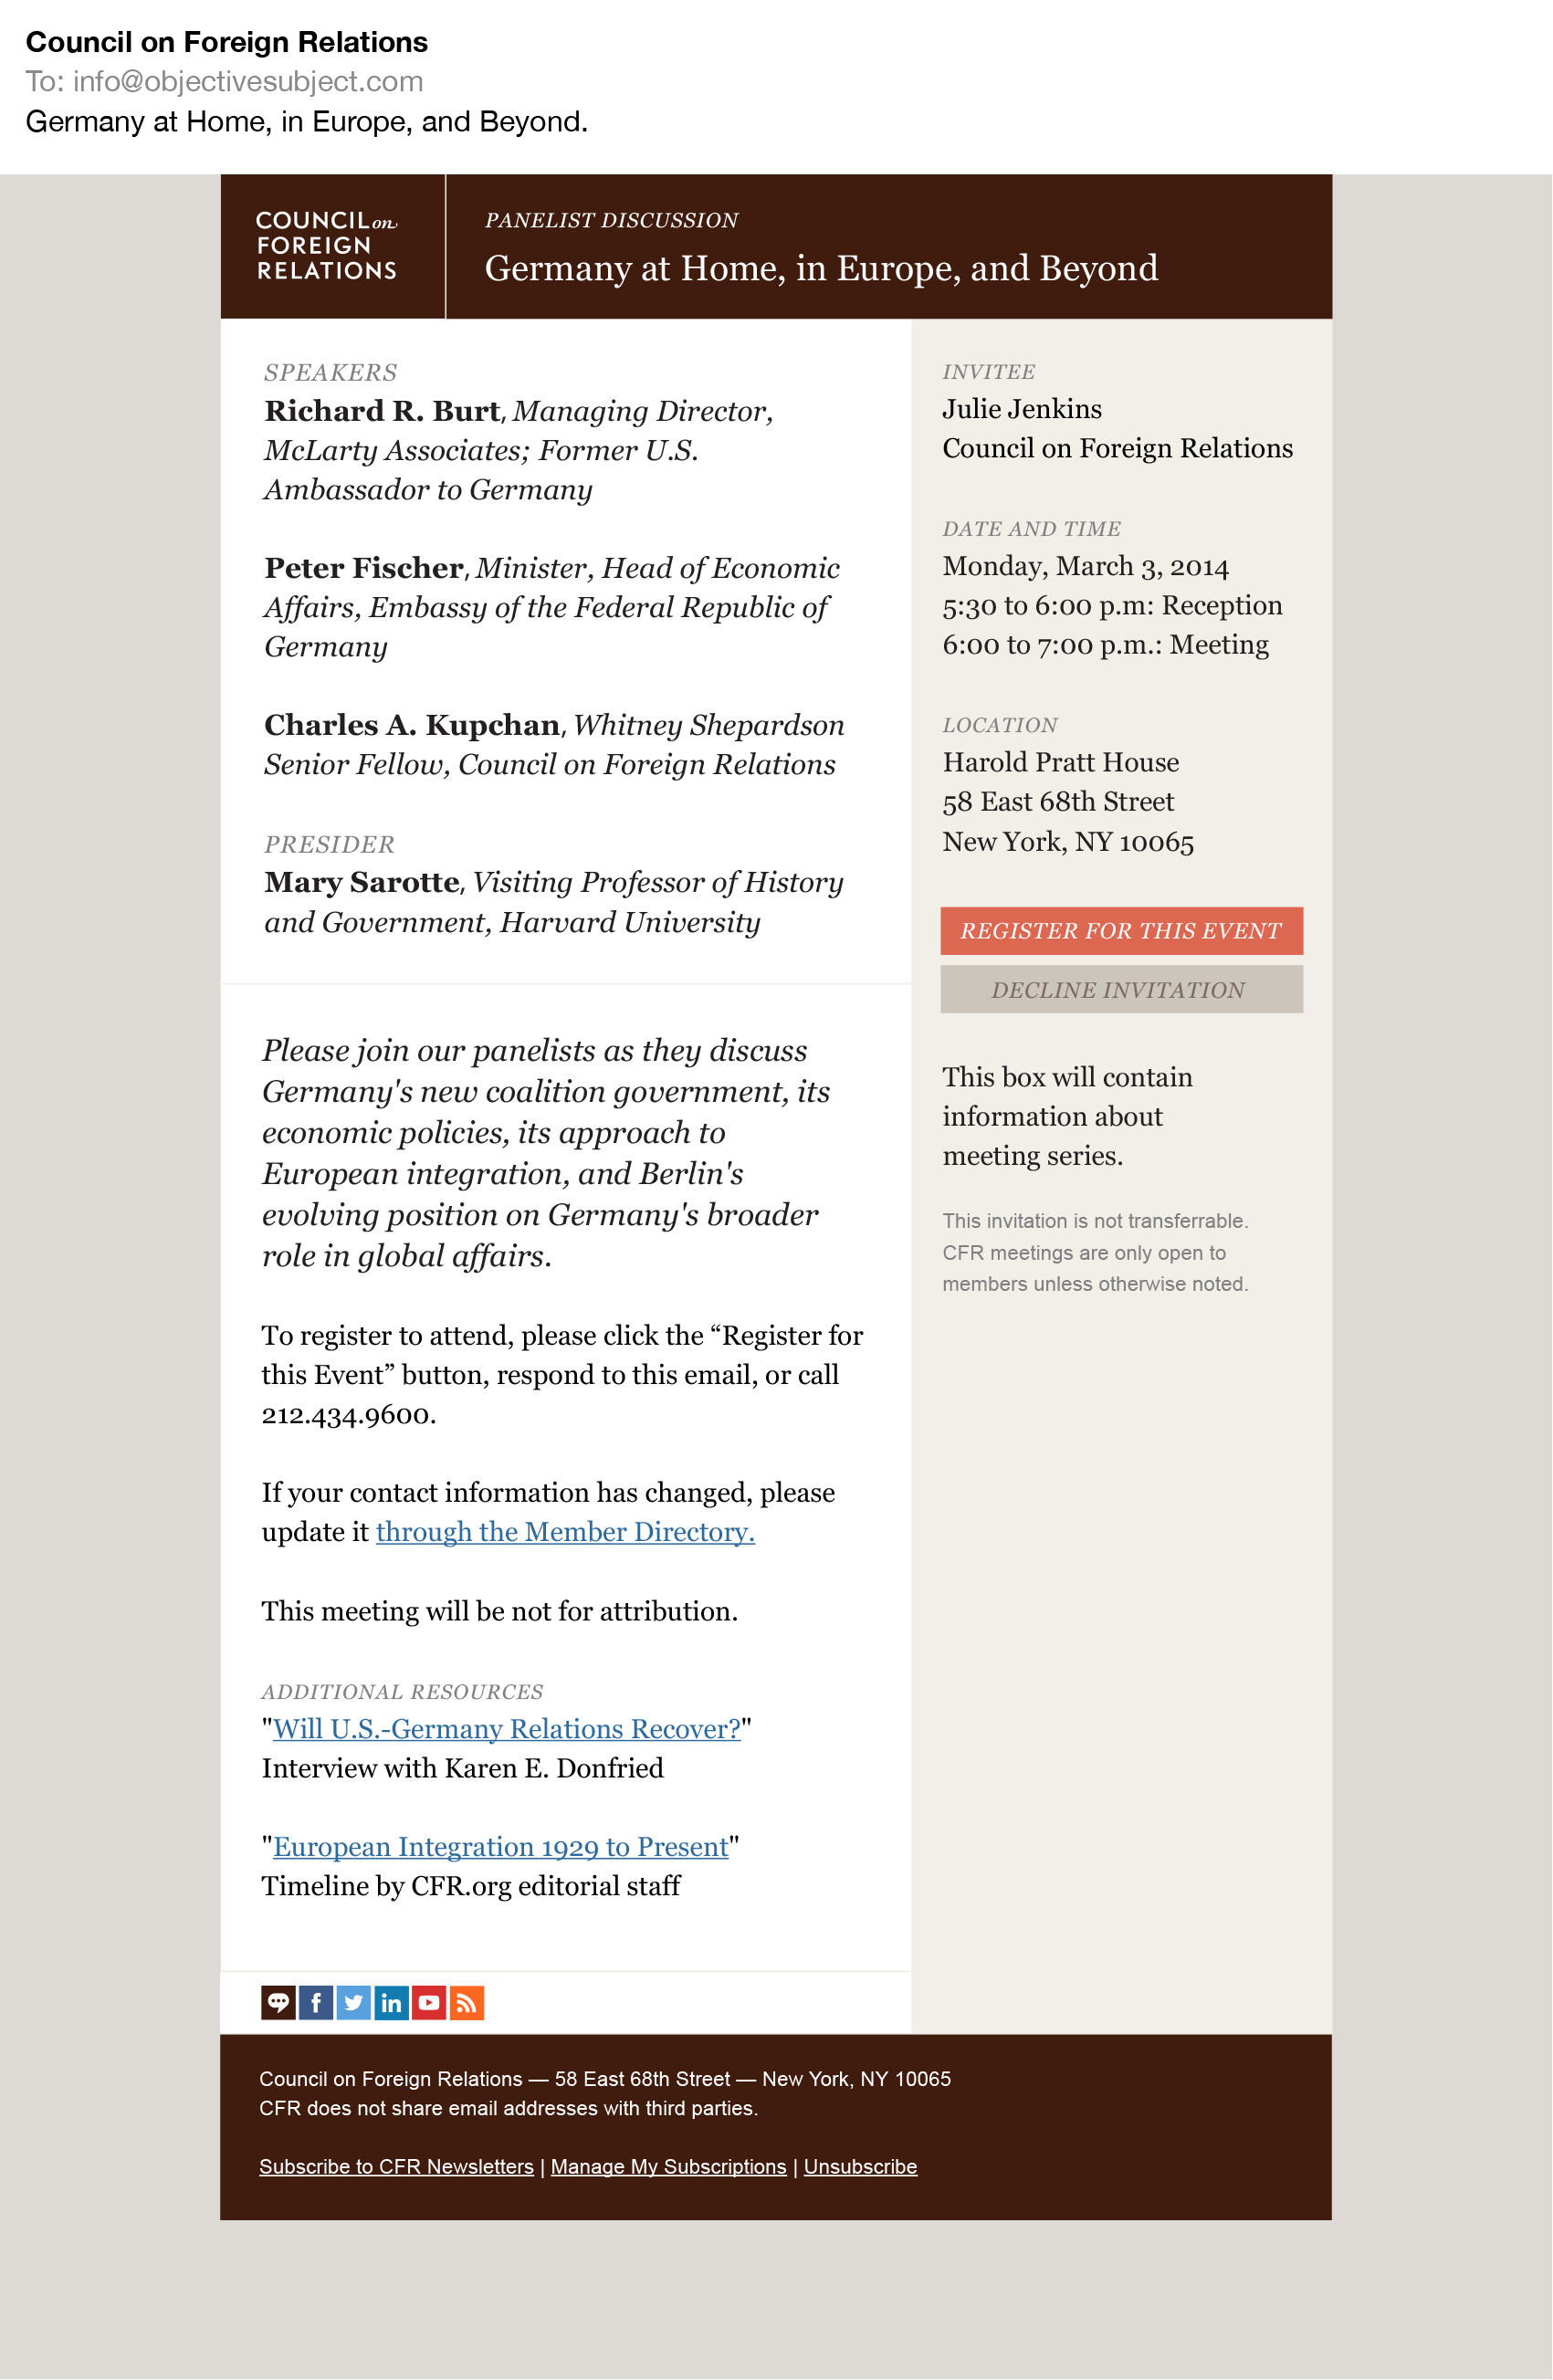 Council on Foreign Relations
To: info@objectivesubject.com
Germany at Home, in Europe, and Beyond.
COUNCIL on
FOREIGN
RELATIONS
PANELIST DISCUSSION
Germany at Home, in Europe, and Beyond
SPEAKERS
Richard R. Burt, Managing Director,
McLarty Associates; Former U.S.
Ambassador to Germany
Peter Fischer, Minister, Head of Economic
Affairs, Embassy of the Federal Republic of
Germany
Charles A. Kupchan, Whitney Shepardson
Senior Fellow, Council on Foreign Relations
PRESIDER
Mary Sarotte, Visiting Professor of History
and Government, Harvard University
Please join our panelists as they discuss
Germany's new coalition government, its
economic policies, its approach to
European integration, and Berlin's
evolving position on Germany's broader
role in global affairs.
To register to attend, please click the “Register for
this Event” button, respond to this email, or call
212.434.9600.
If your contact information has changed, please
update it through the Member Directory.
This meeting will be not for attribution.
ADDITIONAL RESOURCES
"Will U.S.-Germany Relations Recover?"
Interview with Karen E. Donfried
"European Integration 1929 to Present"
Timeline by CFR.org editorial staff
INVITEE
Julie Jenkins
Council on Foreign Relations
DATE AND TIME
Monday, March 3, 2014
5:30 to 6:00 p.m: Reception
6:00 to 7:00 p.m.: Meeting
LOCATION
Harold Pratt House
58 East 68th Street
New York, NY 10065
REGISTER FOR THIS EVENT
DECLINE INVITATION
This box will contain
information about
meeting series.
This invitation is not transferrable.
CFR meetings are only open to
members unless otherwise noted.
Council on Foreign Relations — 58 East 68th Street — New York, NY 10065
CFR does not share email addresses with third parties.
Subscribe to CFR Newsletters | Manage My Subscriptions | Unsubscribe